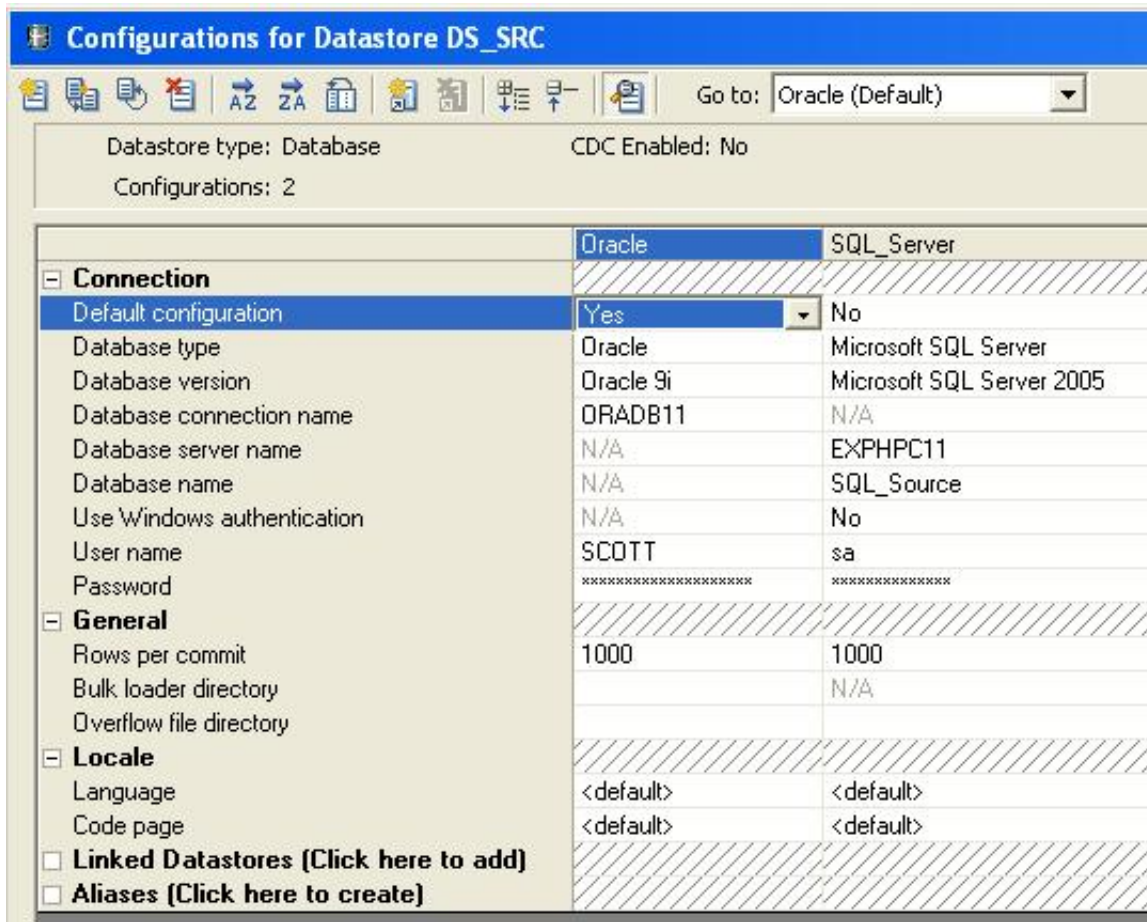 Configurations for Datastore DS_SRC
AZ ZA Go to: Oracle (Default)
Datastore type: Database CDC Enabled: No
Configurations: 2
Oracle SQL_Server
Connection
Default configuration Yes No
Database type Oracle Microsoft SQL Server
Database version Oracle 9i Microsoft SQL Server 2005
Database connection name ORADB11 N/A
Database server name N/A EXPHPC11
Database name N/A SQL_Source
Use Windows authentication N/A No
User name SCOTT sa
Password ******************** **************
General
Rows per commit 1000 1000
Bulk loader directory N/A
Overflow file directory
Locale
Language <default> <default>
Code page <default> <default>
Linked Datastores (Click here to add)
Aliases (Click here to create)